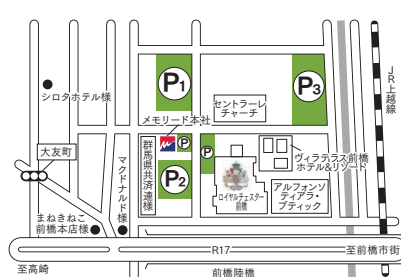 P1
P3
シロタホテル様
メモリード本社
セントラーレ
チャーチ
JR上越線
大友町
マクドナルド様
群馬県共済連様
P
P
P2
ロイヤルチェスター
前橋
ヴィラテラス前橋
ホテル&リゾート
アルフォンソ
ティアラ・
ブティック
まねきねこ
前橋本店様
R17
至前橋市街
至高崎
前橋陸橋